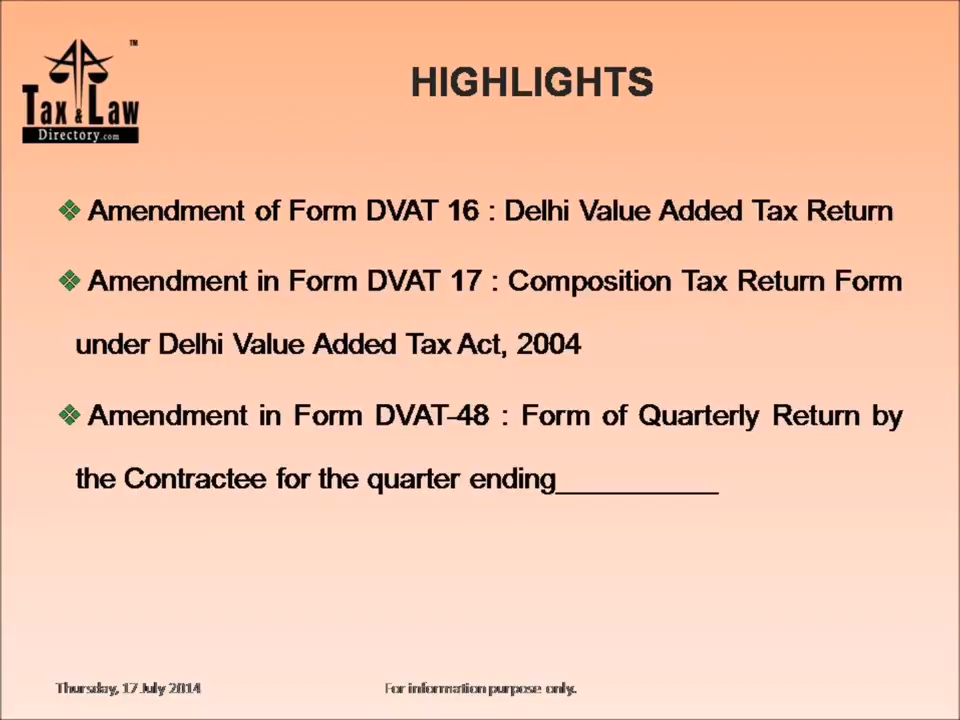 TM
Tax & Law
Directory.com
HIGHLIGHTS
Amendment of Form DVAT 16 : Delhi Value Added Tax Return
Amendment in Form DVAT 17 : Composition Tax Return Form
under Delhi Value Added Tax Act, 2004
Amendment in Form DVAT-48 : Form of Quarterly Return by
the Contractee for the quarter ending___________
Thursday, 17 July 2014
For information purpose only.